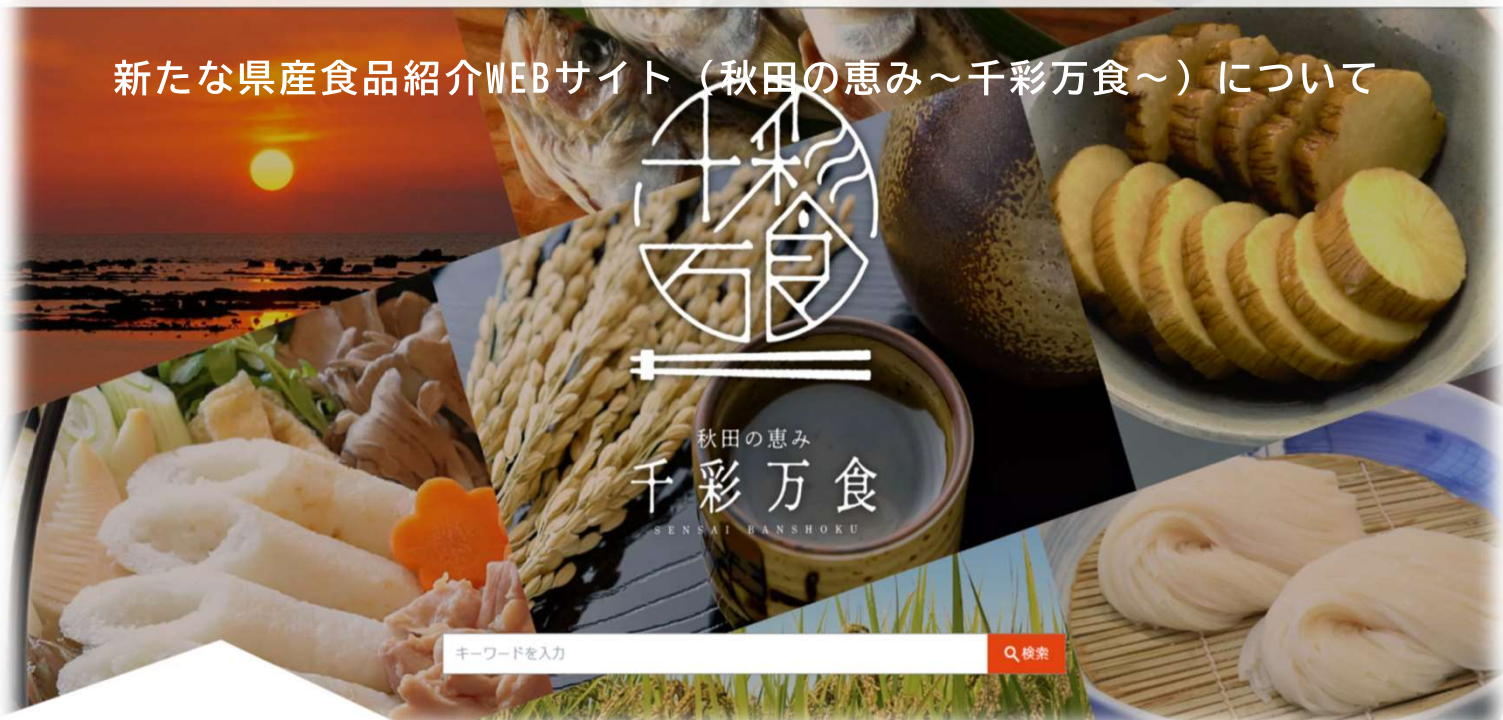 新たな県産食品紹介WEBサイト（秋田の恵み～千彩万食～）について
千彩
万食
秋田の恵み
千彩万食
SENSAI BANSHOKU
キーワードを入力
検索